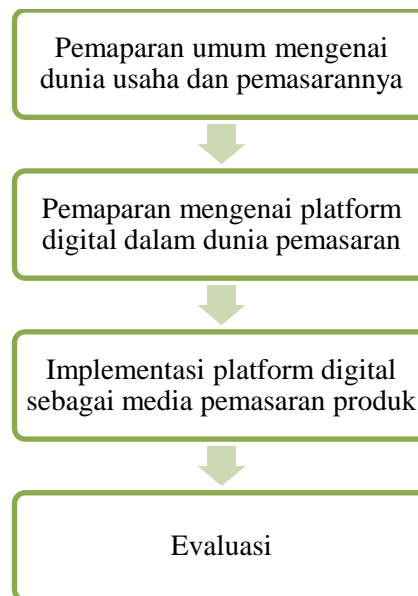 Pemaparan umum mengenai
dunia usaha dan pemasarannya
Pemaparan mengenai platform
digital dalam dunia pemasaran
Implementasi platform digital
sebagai media pemasaran produk
Evaluasi